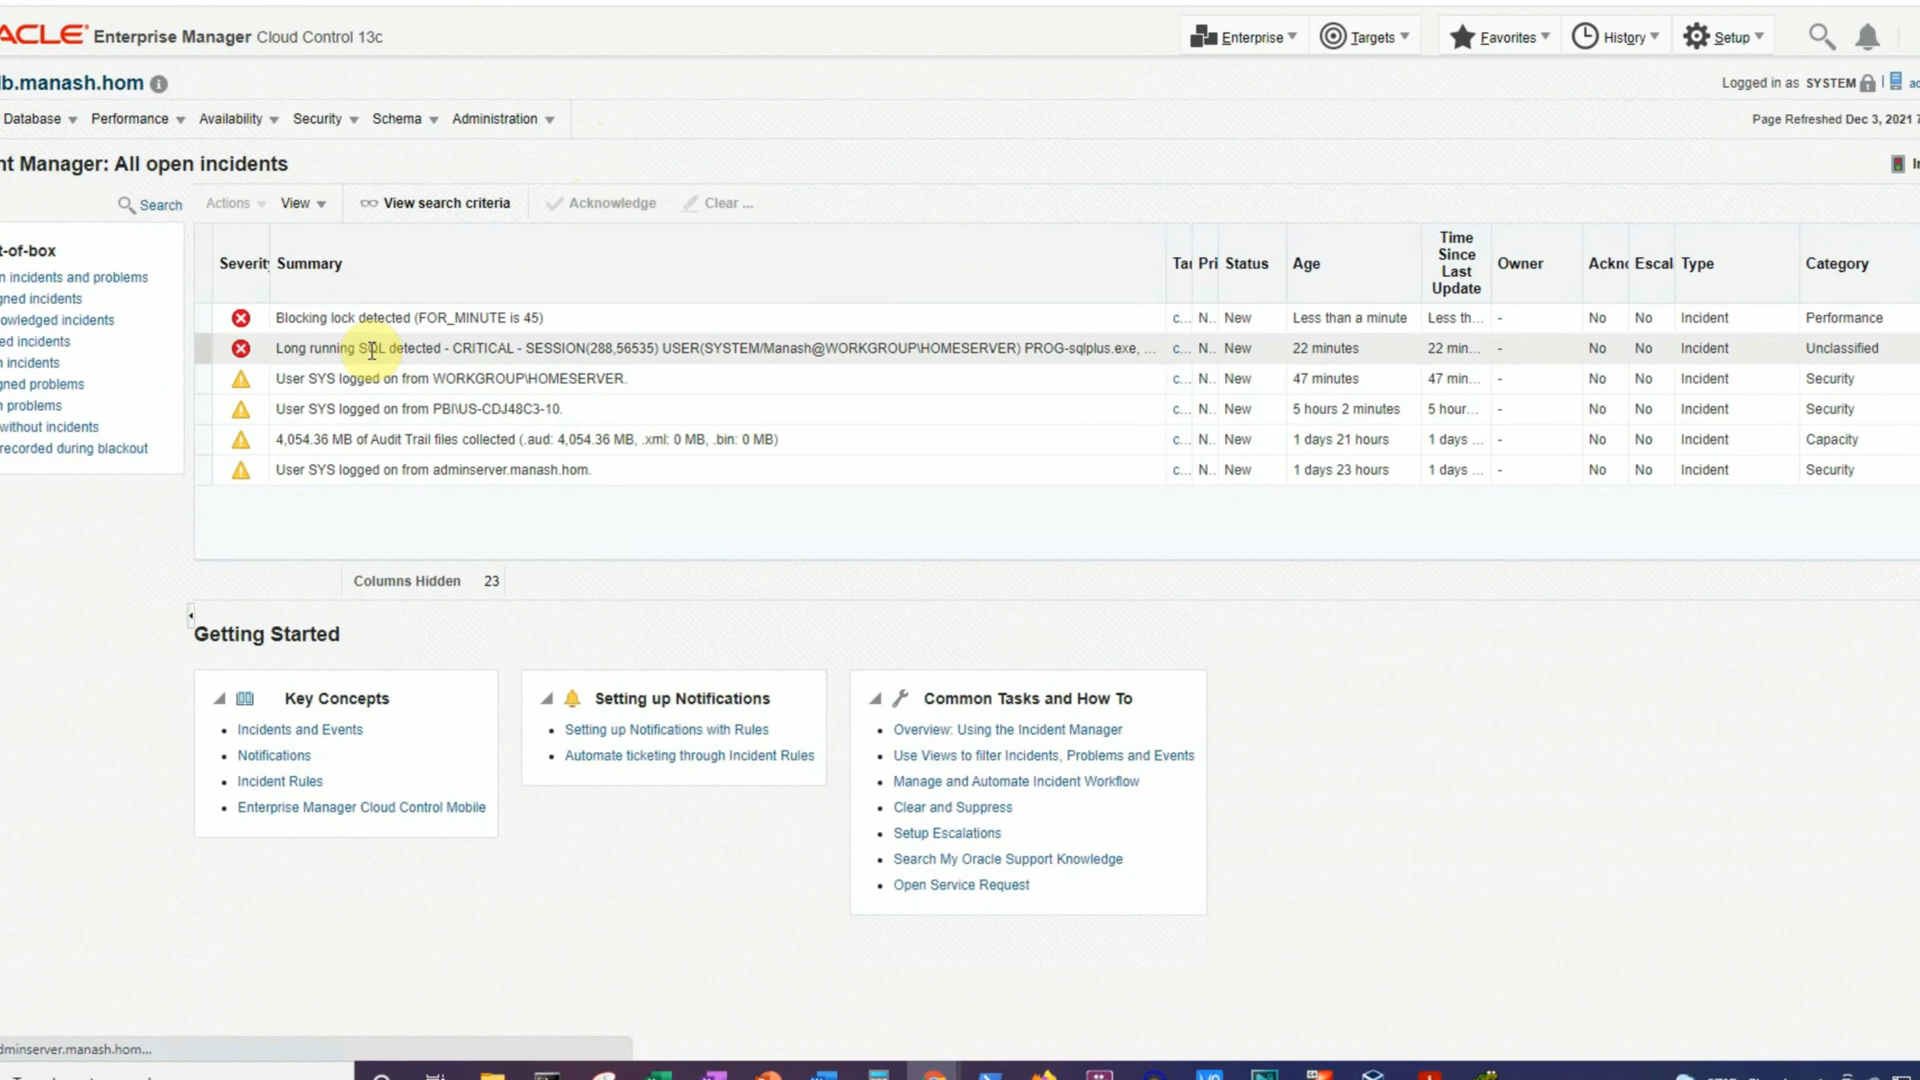 ACLE Enterprise Manager Cloud Control 13c
Enterprise Targets Favorites History Setup
lb.manash.hom
Logged in as SYSTEM
Database Performance Availability Security Schema Administration
Page Refreshed Dec 3, 2021 7
nt Manager: All open incidents
Search Actions View View search criteria Acknowledge Clear ...
t-of-box
n incidents and problems
gned incidents
owledged incidents
ed incidents
n incidents
gned problems
n problems
without incidents
recorded during blackout
Severity Summary Tar Pri Status Age Time Since Last Update Owner Ackno Escal Type Category
Blocking lock detected (FOR_MINUTE is 45) c... N.. New Less than a minute Less th... - No No Incident Performance
Long running SQL detected - CRITICAL - SESSION(288,56535) USER(SYSTEM/Manash@WORKGROUP\HOMESERVER) PROG-sqlplus.exe, ... c... N.. New 22 minutes 22 min... - No No Incident Unclassified
User SYS logged on from WORKGROUP\HOMESERVER. c... N.. New 47 minutes 47 min... - No No Incident Security
User SYS logged on from PBI\US-CDJ48C3-10. c... N.. New 5 hours 2 minutes 5 hour... - No No Incident Security
4,054.36 MB of Audit Trail files collected (.aud: 4,054.36 MB, .xml: 0 MB, .bin: 0 MB) c... N.. New 1 days 21 hours 1 days ... - No No Incident Capacity
User SYS logged on from adminserver.manash.hom. c... N.. New 1 days 23 hours 1 days ... - No No Incident Security
Columns Hidden 23
Getting Started
Key Concepts
• Incidents and Events
• Notifications
• Incident Rules
• Enterprise Manager Cloud Control Mobile
Setting up Notifications
• Setting up Notifications with Rules
• Automate ticketing through Incident Rules
Common Tasks and How To
• Overview: Using the Incident Manager
• Use Views to filter Incidents, Problems and Events
• Manage and Automate Incident Workflow
• Clear and Suppress
• Setup Escalations
• Search My Oracle Support Knowledge
• Open Service Request
dminserver.manash.hom...